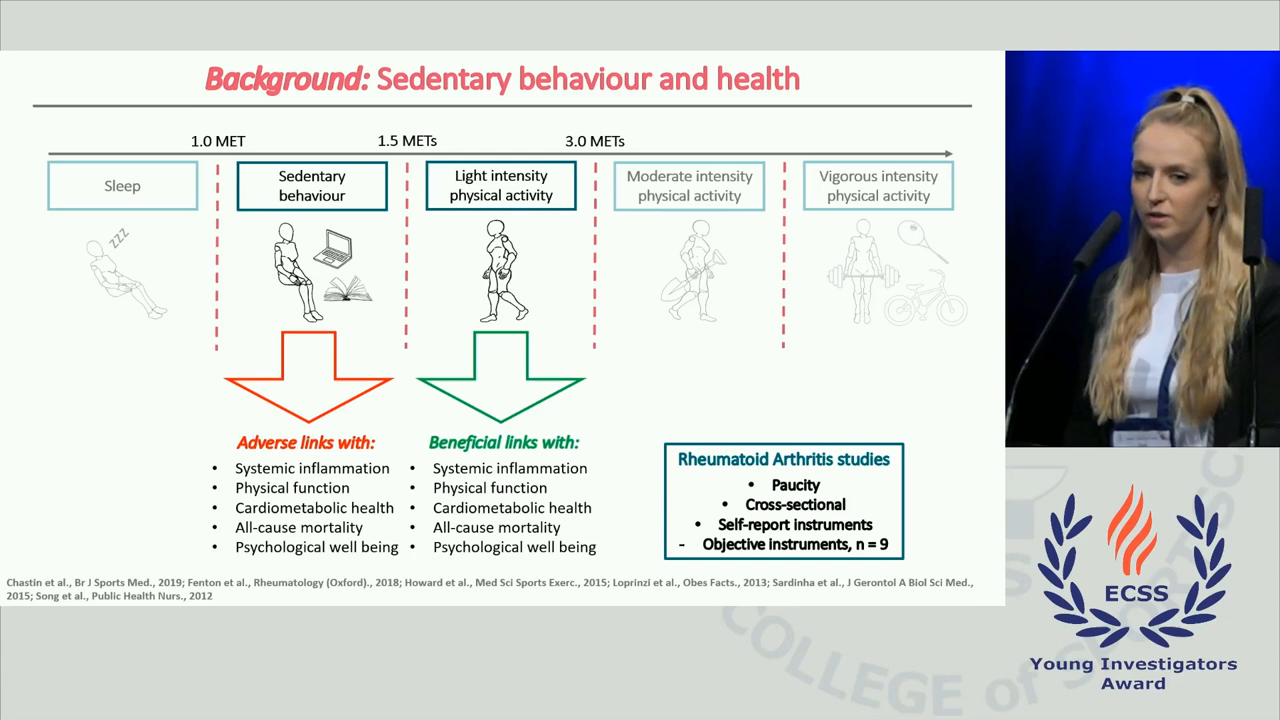 Background: Sedentary behaviour and health
1.0 MET
1.5 METs
3.0 METs
Sleep
Sedentary
behaviour
Light intensity
physical activity
Moderate intensity
physical activity
Vigorous intensity
physical activity
zzz
Adverse links with:
• Systemic inflammation
• Physical function
• Cardiometabolic health
• All-cause mortality
• Psychological well being
Beneficial links with:
• Systemic inflammation
• Physical function
• Cardiometabolic health
• All-cause mortality
• Psychological well being
Rheumatoid Arthritis studies
• Paucity
• Cross-sectional
• Self-report instruments
- Objective instruments, n = 9
Chastin et al., Br J Sports Med., 2019; Fenton et al., Rheumatology (Oxford)., 2018; Howard et al., Med Sci Sports Exerc., 2015; Loprinzi et al., Obes Facts., 2013; Sardinha et al., J Gerontol A Biol Sci Med.,
2015; Song et al., Public Health Nurs., 2012
ECSS
Young Investigators
Award
COLLEGE of